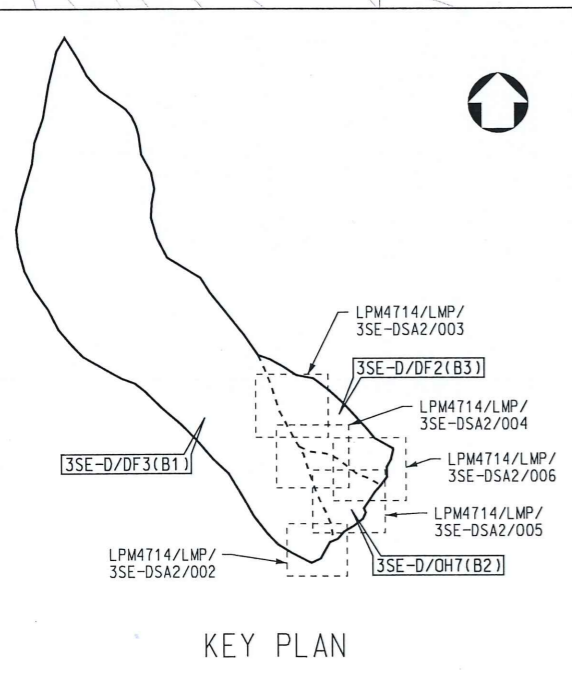 LPM4714/LMP/
3SE-DSA2/003
3SE-D/DF2(B3)
LPM4714/LMP/
3SE-DSA2/004
3SE-D/DF3(B1)
LPM4714/LMP/
3SE-DSA2/006
LPM4714/LMP/
3SE-DSA2/005
LPM4714/LMP/
3SE-DSA2/002
3SE-D/OH7(B2)
KEY PLAN